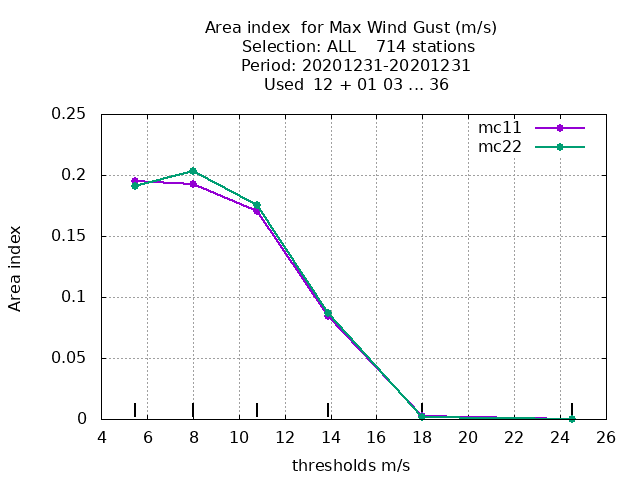 Area index  for Max Wind Gust (m/s)
Selection: ALL    714 stations
Period: 20201231-20201231
Used  12 + 01 03 ... 36
0.25
mc11
mc22
0.2
0.15
Area index
0.1
0.05
0
4 6 8 10 12 14 16 18 20 22 24 26
thresholds m/s